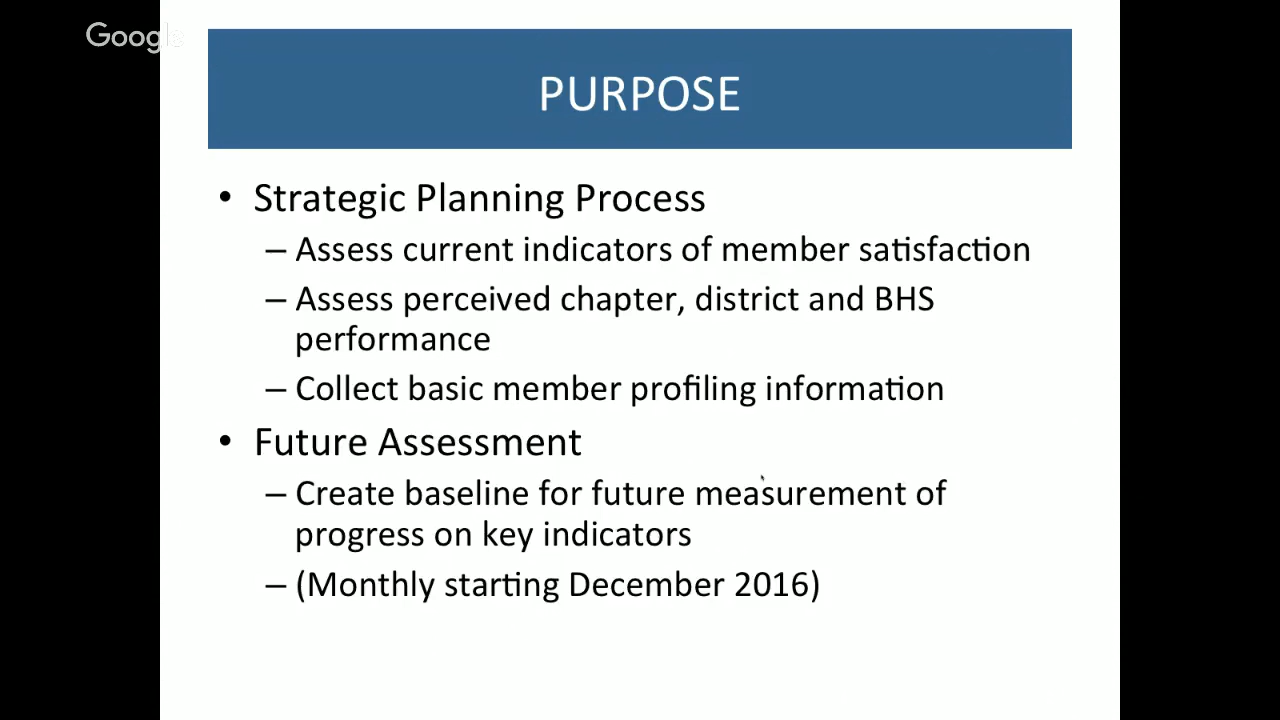 Google
PURPOSE
• Strategic Planning Process
– Assess current indicators of member satisfaction
– Assess perceived chapter, district and BHS
performance
– Collect basic member profiling information
• Future Assessment
– Create baseline for future measurement of
progress on key indicators
– (Monthly starting December 2016)